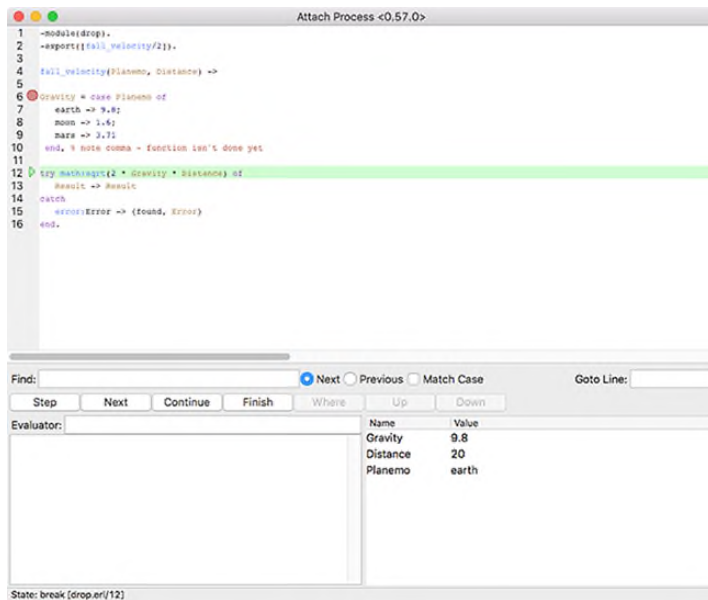 Attach Process <0.57.0>
1 -module(drop).
2 -export([fall_velocity/2]).
3
4 fall_velocity(Planemo, Distance) ->
5
6 Gravity = case Planemo of
7 earth -> 9.8;
8 moon -> 1.6;
9 mars -> 3.71
10 end, % note comma - function isn't done yet
11
12 try math:sqrt(2 * Gravity * Distance) of
13 Result -> Result
14 catch
15 error:Error -> {found, Error}
16 end.
Find: Next Previous Match Case Goto Line:
Step Next Continue Finish Where Up Down
Evaluator: Name Value
Gravity 9.8
Distance 20
Planemo earth
State: break [drop.erl/12]